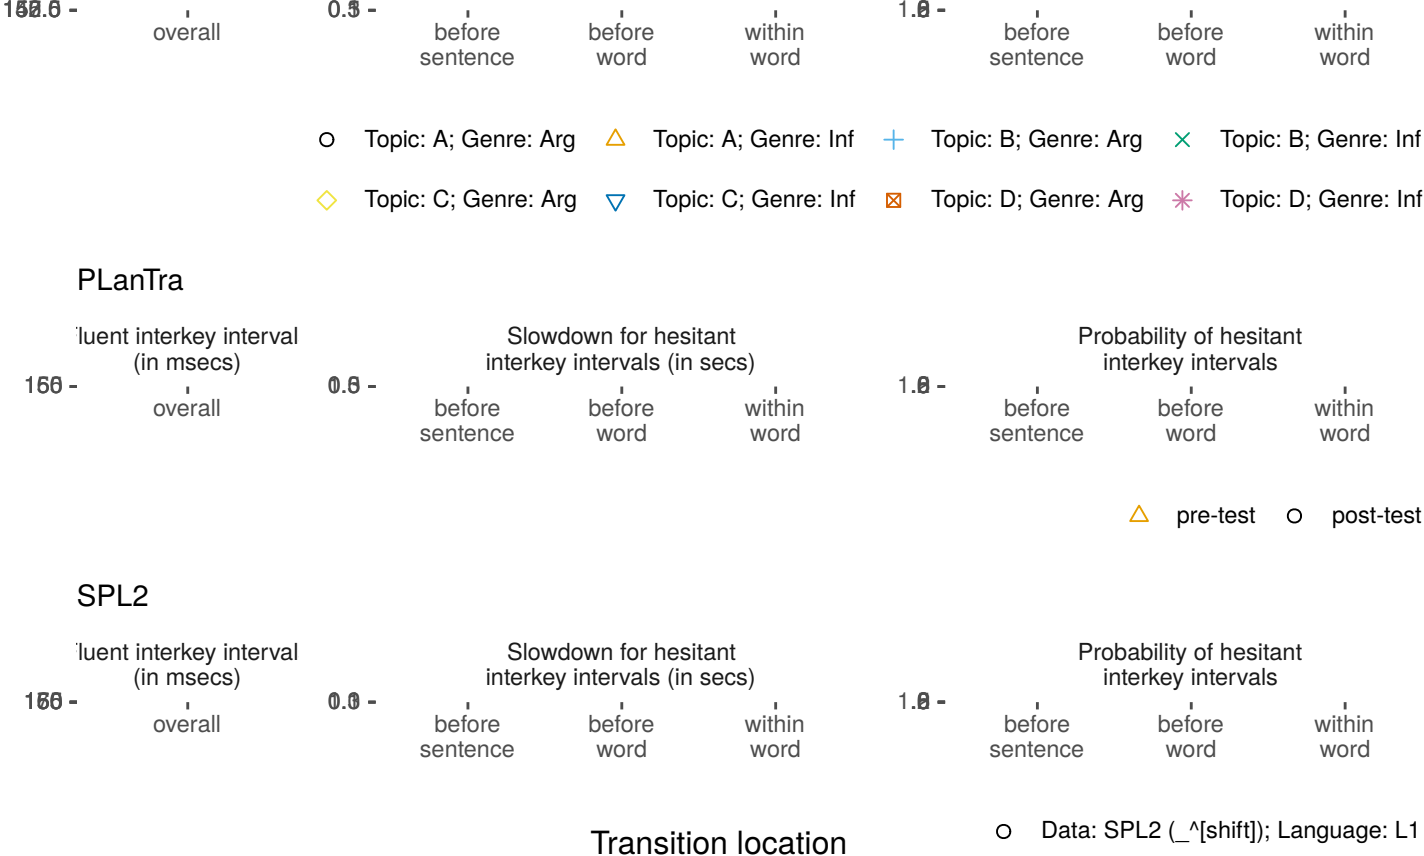 overall
before before within
sentence word word
before before within
sentence word word
Topic: A; Genre: Arg Topic: A; Genre: Inf Topic: B; Genre: Arg Topic: B; Genre: Inf
Topic: C; Genre: Arg Topic: C; Genre: Inf Topic: D; Genre: Arg Topic: D; Genre: Inf
PLanTra
luent interkey interval
(in msecs)
Slowdown for hesitant
interkey intervals (in secs)
Probability of hesitant
interkey intervals
overall
before before within
sentence word word
before before within
sentence word word
pre-test post-test
SPL2
luent interkey interval
(in msecs)
Slowdown for hesitant
interkey intervals (in secs)
Probability of hesitant
interkey intervals
overall
before before within
sentence word word
before before within
sentence word word
Transition location
Data: SPL2 (_^[shift]); Language: L1